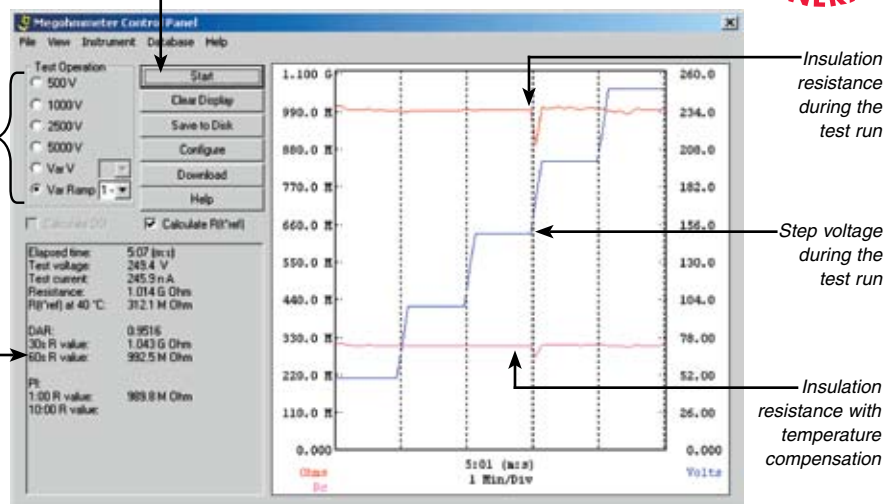 Megohmmeter Control Panel
File View Instrument Database Help
Test Operation
500 V
1000 V
2500 V
5000 V
Var V
Var Ramp 1 -
Start
Clear Display
Save to Disk
Configure
Download
Help
Calculate DD
Calculate R(t°ref)
Elapsed time: 5:07 (m:s)
Test voltage: 249.4 V
Test current: 245.9 n A
Resistance: 1.014 G Ohm
R(t°ref) at 40 °C: 312.1 M Ohm
DAR: 0.9516
30s R value: 1.043 G Ohm
60s R value: 992.5 M Ohm
PI:
1:00 R value: 989.8 M Ohm
10:00 R value:
1.100 G
990.0 M
880.0 M
770.0 M
660.0 M
550.0 M
440.0 M
330.0 M
220.0 M
110.0 M
0.000
Ohms
5:01 (m:s)
1 Min/Div
260.0
234.0
208.0
182.0
156.0
130.0
104.0
78.00
52.00
26.00
0.000
Volts
Insulation
resistance
during the
test run
Step voltage
during the
test run
Insulation
resistance with
temperature
compensation